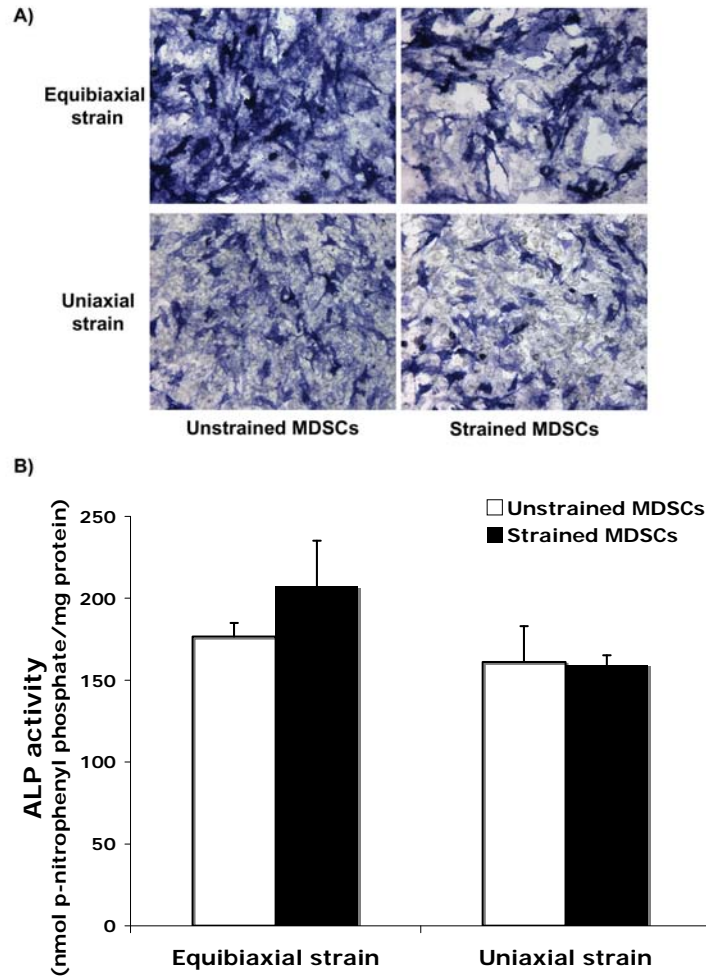 A)
Equibiaxial
strain
Uniaxial
strain
Unstrained MDSCs
Strained MDSCs
B)
Unstrained MDSCs
Strained MDSCs
ALP activity
(nmol p-nitrophenyl phosphate/mg protein)
250
200
150
100
50
0
Equibiaxial strain
Uniaxial strain